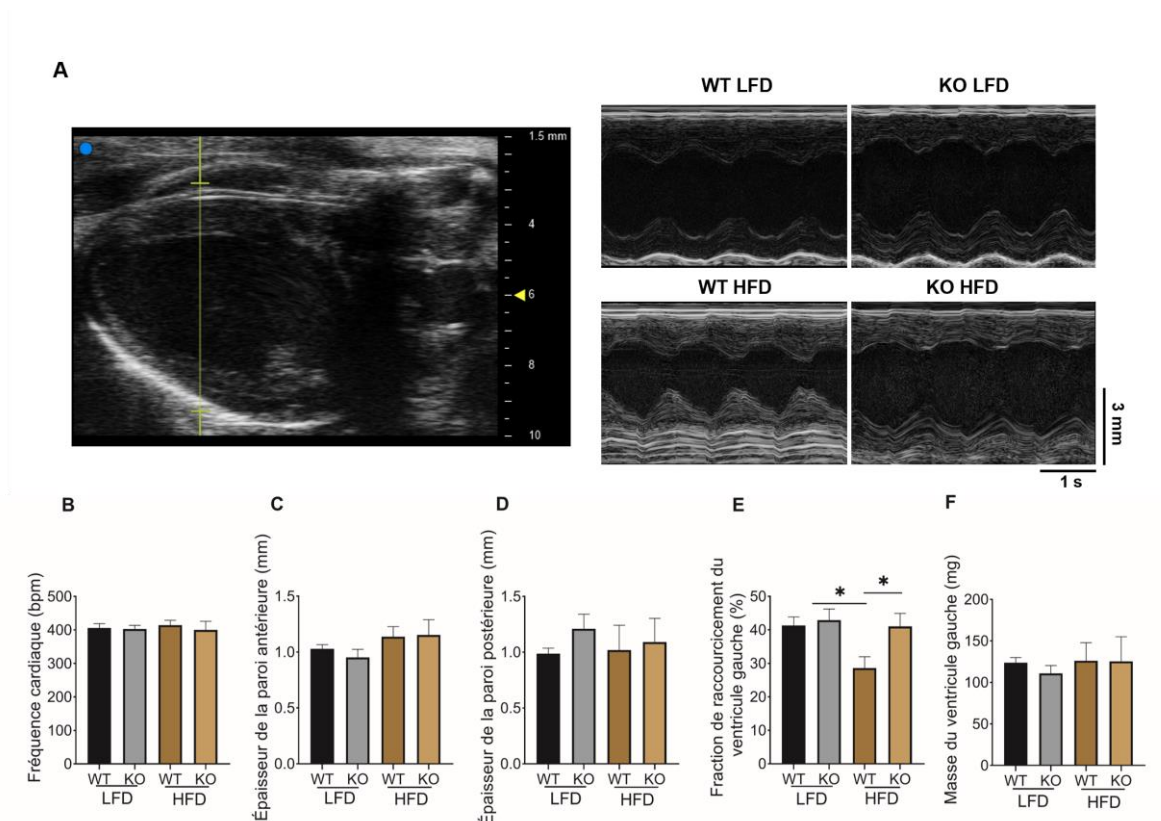 A
WT LFD
KO LFD
1.5 mm
4
6
8
10
WT HFD
KO HFD
3 mm
1 s
B
Fréquence cardiaque (bpm)
500
400
300
200
100
0
WT KO WT KO
LFD HFD
C
Épaisseur de la paroi antérieure (mm)
1.5
1.0
0.5
0.0
WT KO WT KO
LFD HFD
D
Épaisseur de la paroi postérieure (mm)
1.5
1.0
0.5
0.0
WT KO WT KO
LFD HFD
E
Fraction de raccourcicement du
ventricule gauche (%)
50
40
30
20
10
0
* *
WT KO WT KO
LFD HFD
F
Masse du ventricule gauche (mg)
200
150
100
50
0
WT KO WT KO
LFD HFD